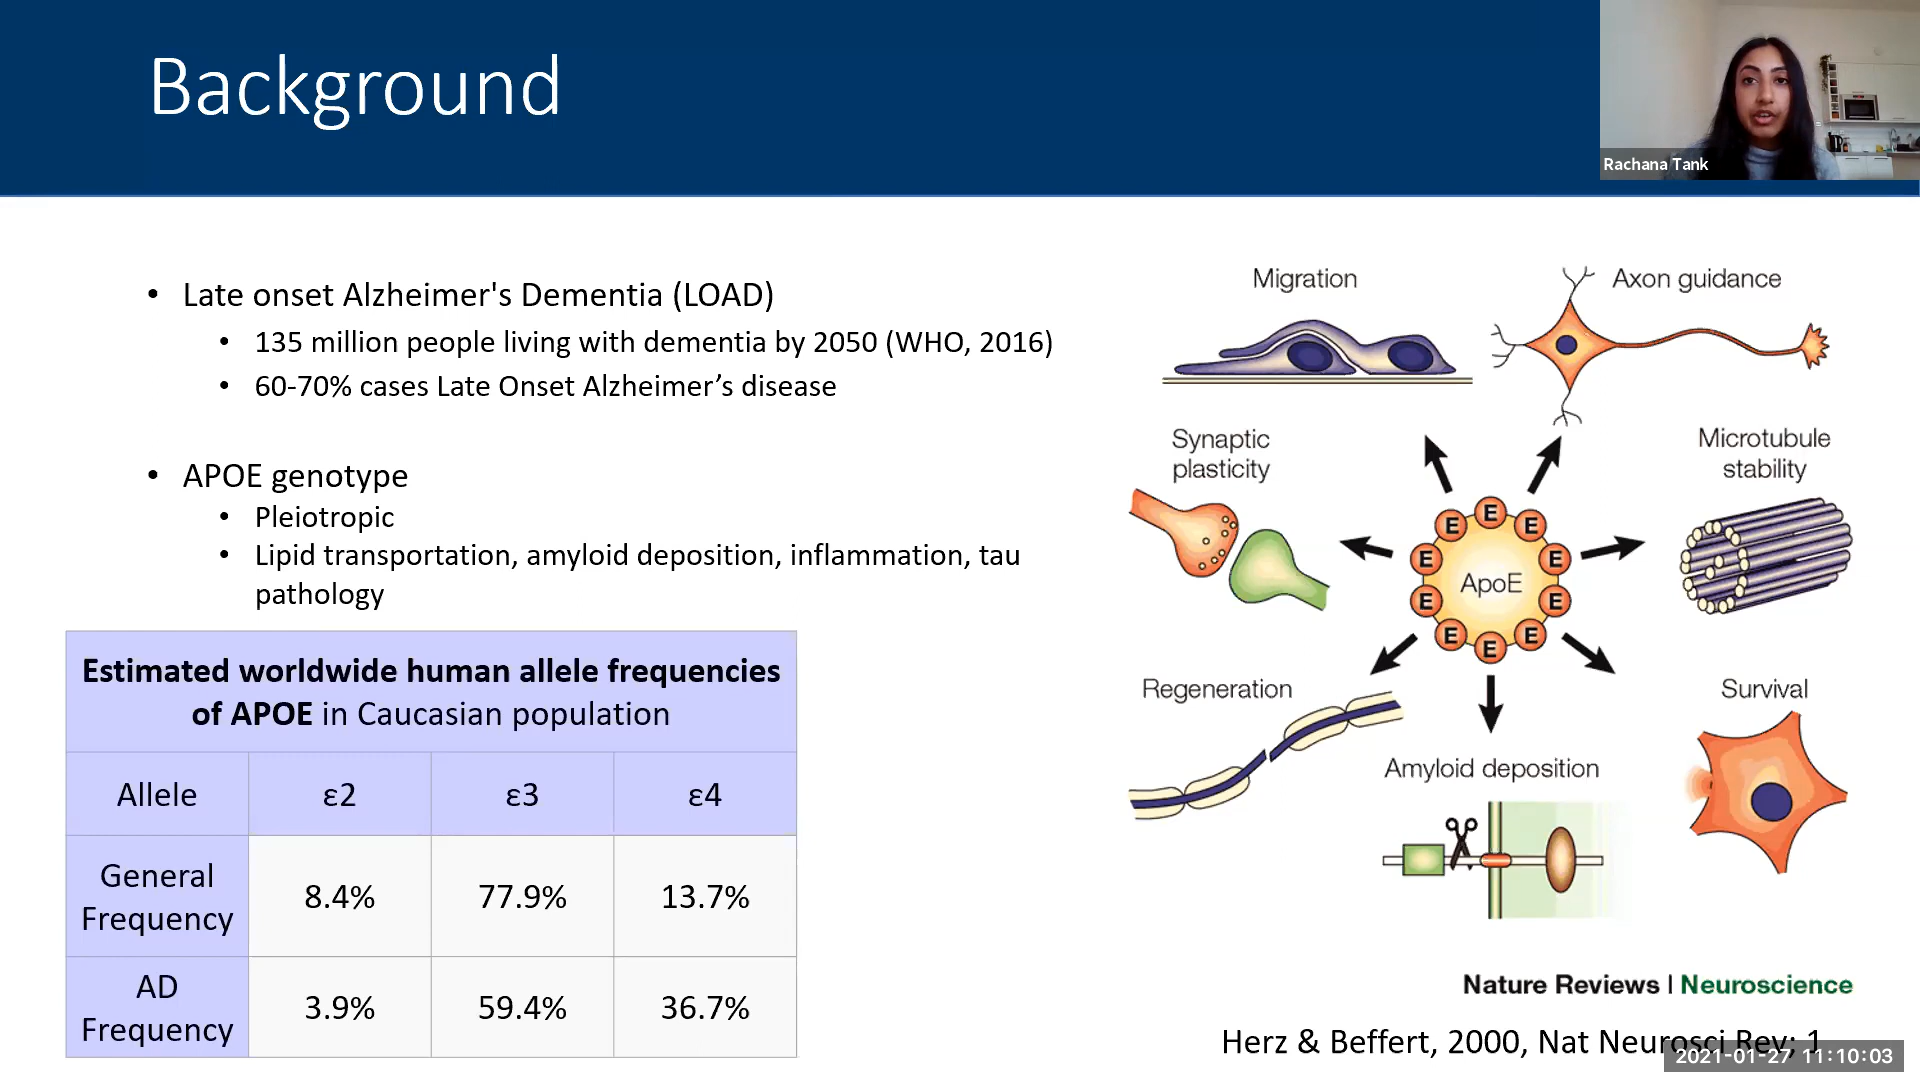 Background
Rachana Tank
• Late onset Alzheimer's Dementia (LOAD)
• 135 million people living with dementia by 2050 (WHO, 2016)
• 60-70% cases Late Onset Alzheimer’s disease
• APOE genotype
• Pleiotropic
• Lipid transportation, amyloid deposition, inflammation, tau
pathology
Estimated worldwide human allele frequencies
of APOE in Caucasian population
Allele ε2 ε3 ε4
General
Frequency
8.4% 77.9% 13.7%
AD
Frequency
3.9% 59.4% 36.7%
Migration
Axon guidance
Synaptic
plasticity
Microtubule
stability
E E E
E E
ApoE
E E
E E E
Regeneration
Survival
Amyloid deposition
Nature Reviews | Neuroscience
Herz & Beffert, 2000, Nat Neurosci Rev; 1
2021-01-27 11:10:03